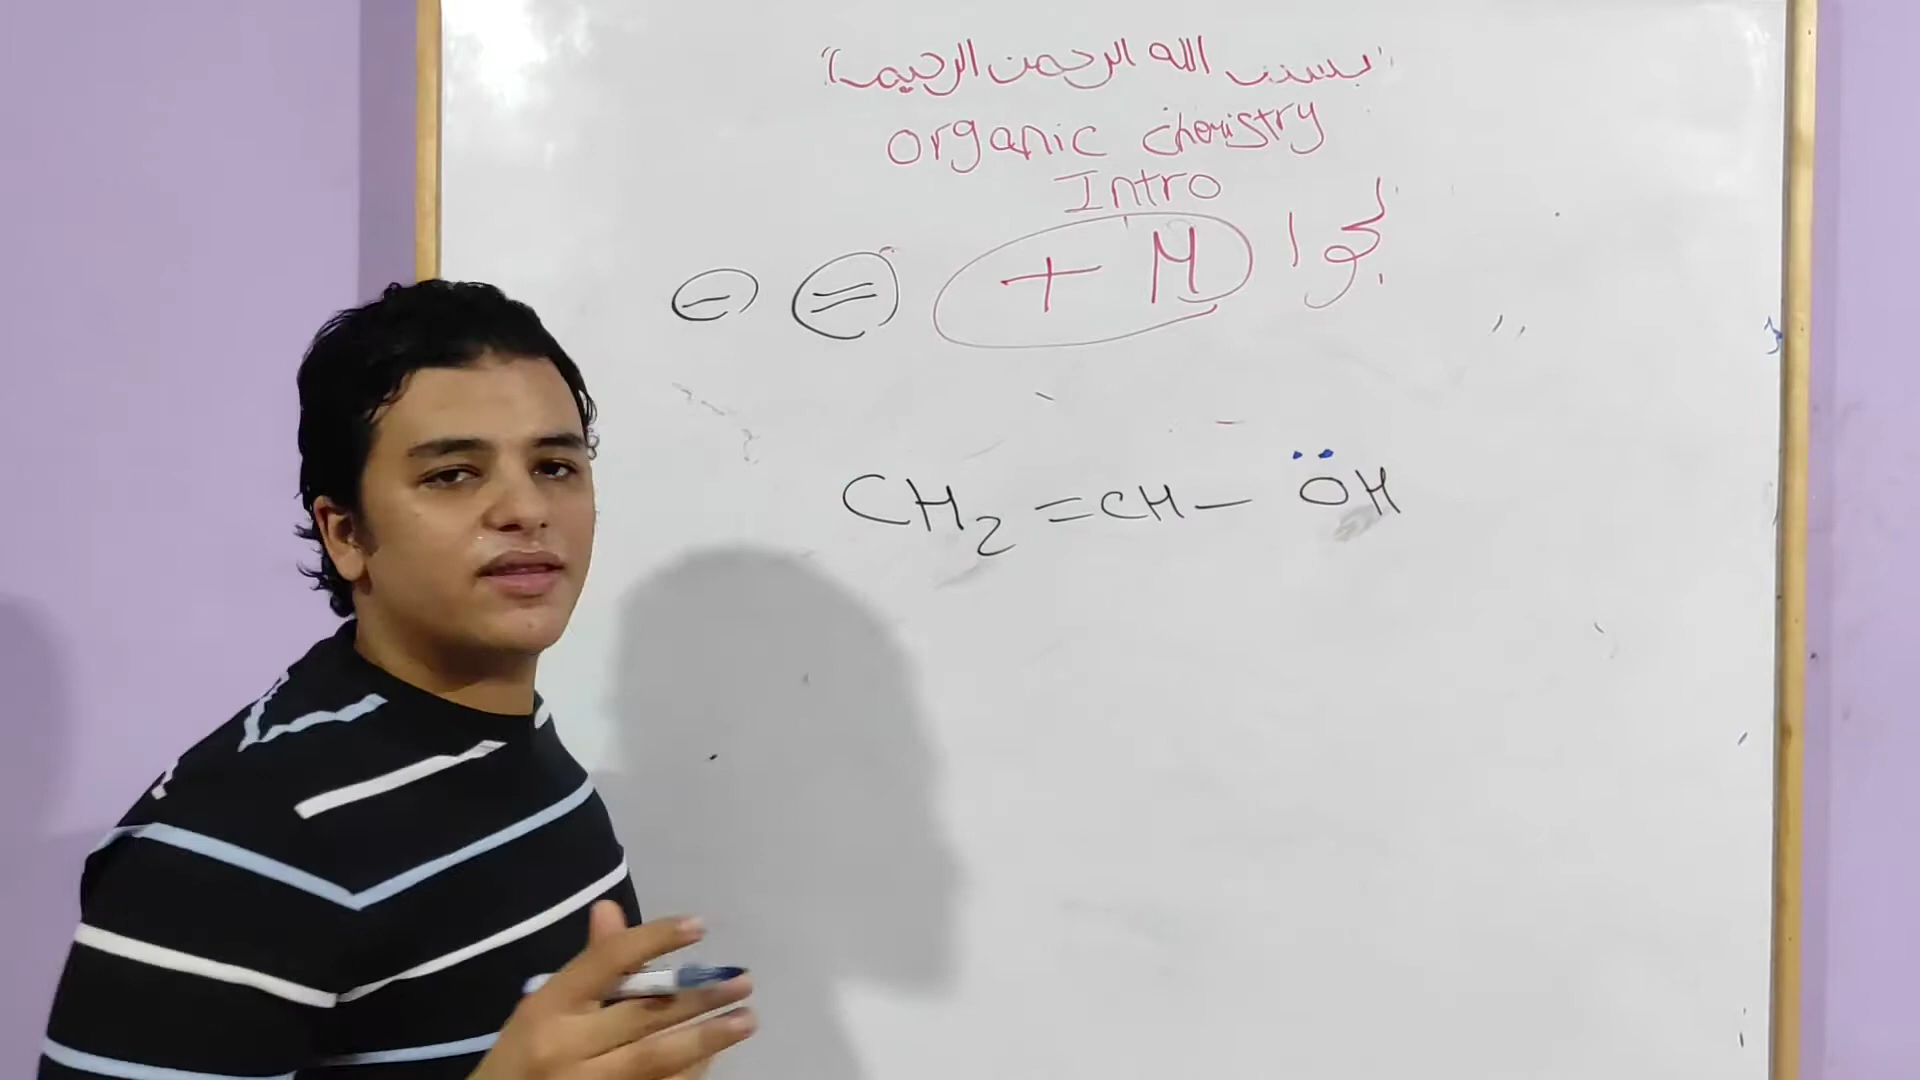 "بسم الله الرحمن الرحيم"
organic chemistry
Intro
− = + M
CH₂ = CH − ÖH